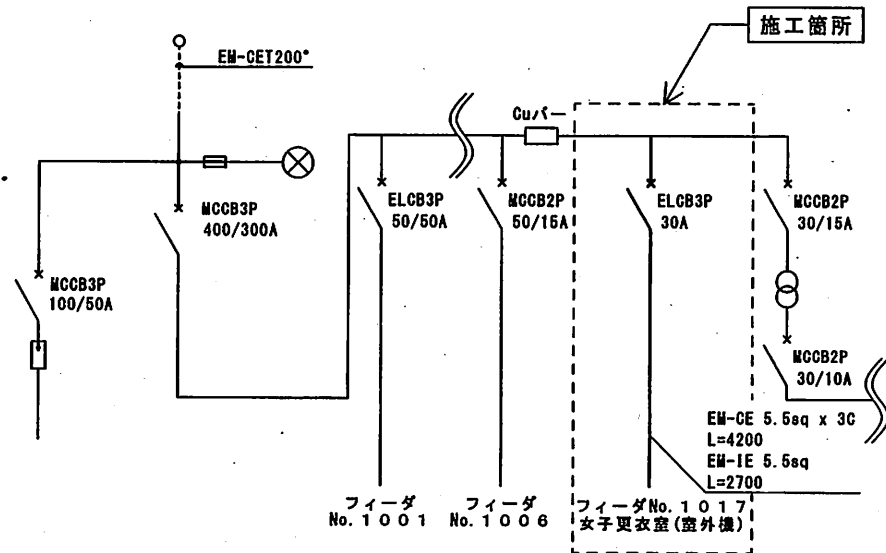 施工箇所
EM-CET200°
Cuバー
MCCB3P
400/300A
ELCB3P
50/50A
MCCB2P
50/15A
ELCB3P
30A
MCCB2P
30/15A
MCCB3P
100/50A
MCCB2P
30/10A
EM-CE 5.5sq x 3C
L=4200
EM-IE 5.5sq
L=2700
フィーダ
No.1001
フィーダ
No.1006
フィーダNo.1017
女子更衣室(室外機)